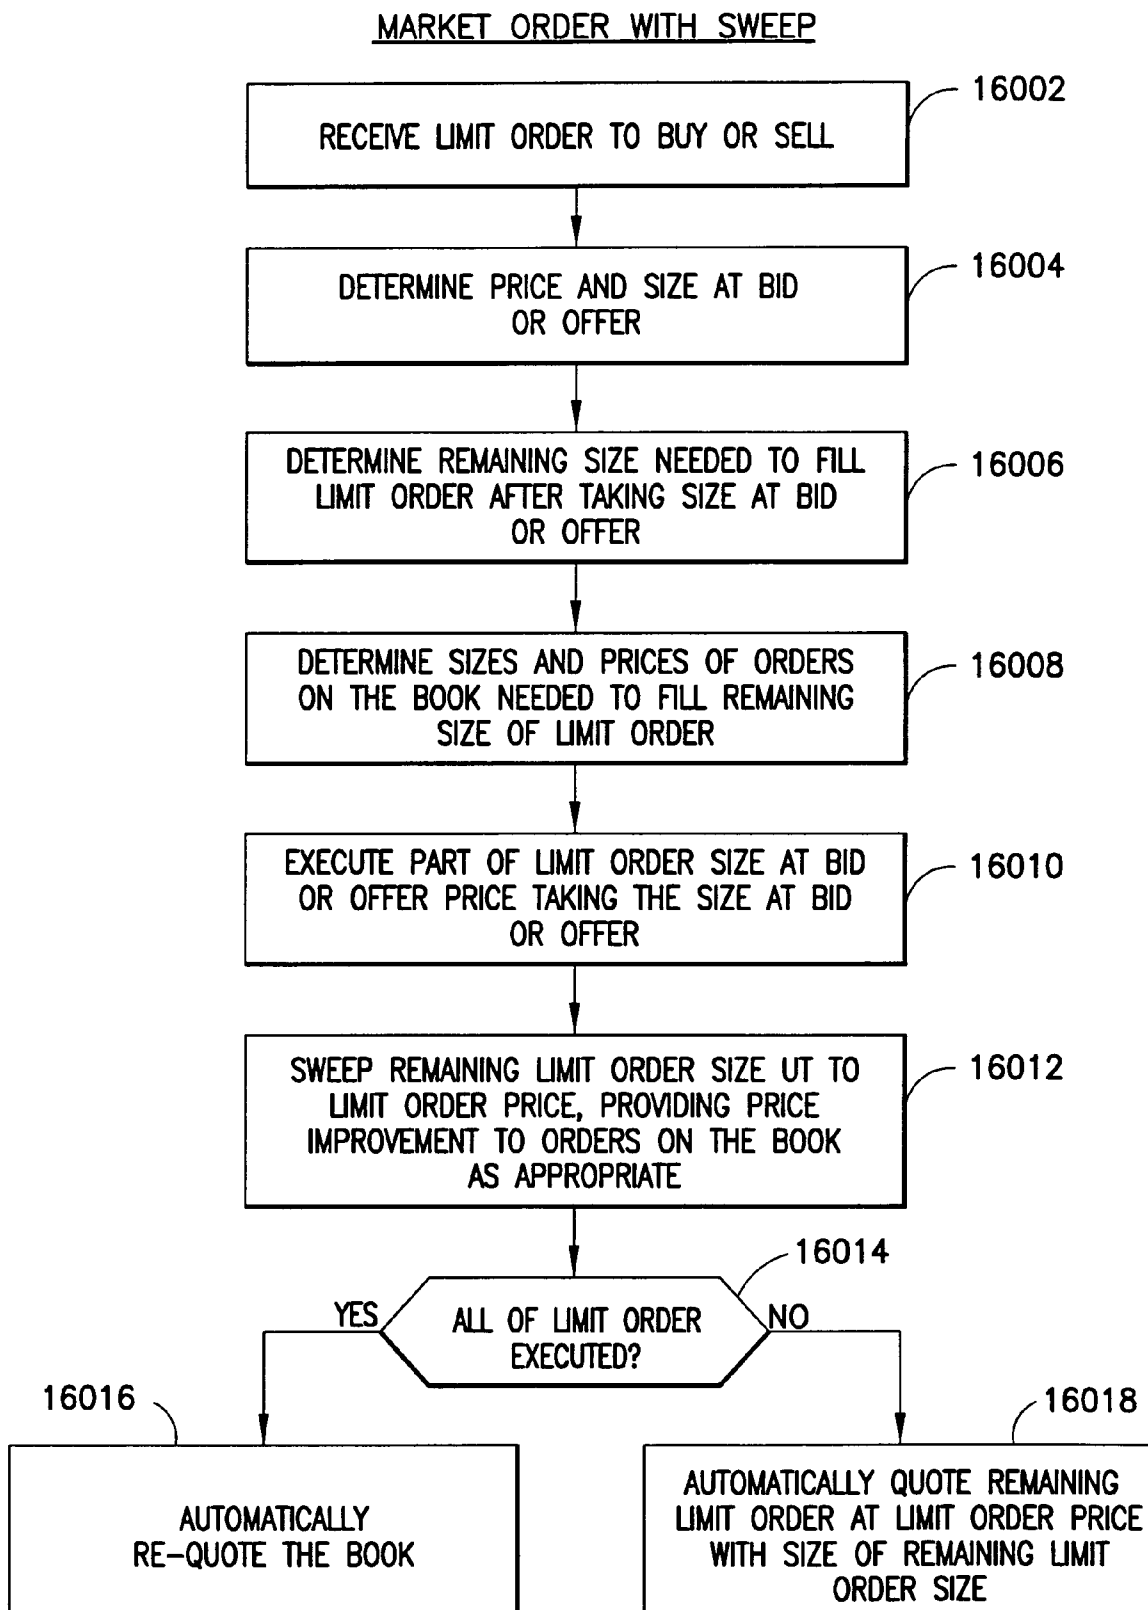 MARKET ORDER WITH SWEEP
16002
RECEIVE LIMIT ORDER TO BUY OR SELL
16004
DETERMINE PRICE AND SIZE AT BID
OR OFFER
16006
DETERMINE REMAINING SIZE NEEDED TO FILL
LIMIT ORDER AFTER TAKING SIZE AT BID
OR OFFER
16008
DETERMINE SIZES AND PRICES OF ORDERS
ON THE BOOK NEEDED TO FILL REMAINING
SIZE OF LIMIT ORDER
16010
EXECUTE PART OF LIMIT ORDER SIZE AT BID
OR OFFER PRICE TAKING THE SIZE AT BID
OR OFFER
16012
SWEEP REMAINING LIMIT ORDER SIZE UT TO
LIMIT ORDER PRICE, PROVIDING PRICE
IMPROVEMENT TO ORDERS ON THE BOOK
AS APPROPRIATE
16014
YES
ALL OF LIMIT ORDER
EXECUTED?
NO
16016
AUTOMATICALLY
RE-QUOTE THE BOOK
16018
AUTOMATICALLY QUOTE REMAINING
LIMIT ORDER AT LIMIT ORDER PRICE
WITH SIZE OF REMAINING LIMIT
ORDER SIZE